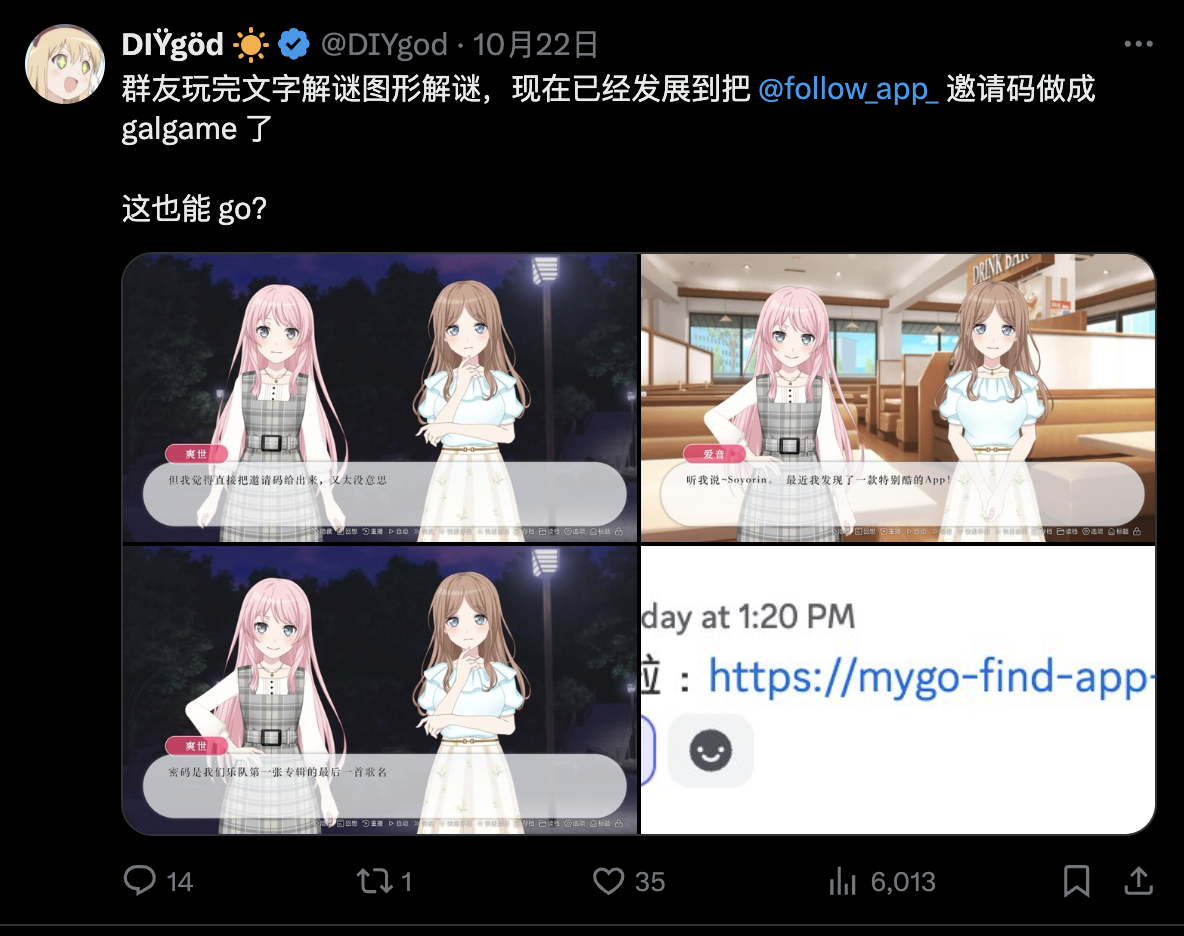 DIŸgöd @DIYgod · 10月22日
群友玩完文字解谜图形解谜，现在已经发展到把 @follow_app_ 邀请码做成
galgame 了
这也能 go?
爽世
但我觉得直接把邀请码给出来，又太没意思
DRINK BAR
爱音
听我说~Soyorin。 最近我发现了一款特别酷的App!
爽世
密码是我们乐队第一张专辑的最后一首歌名
day at 1:20 PM
: https://mygo-find-app-
14 1 35 6,013